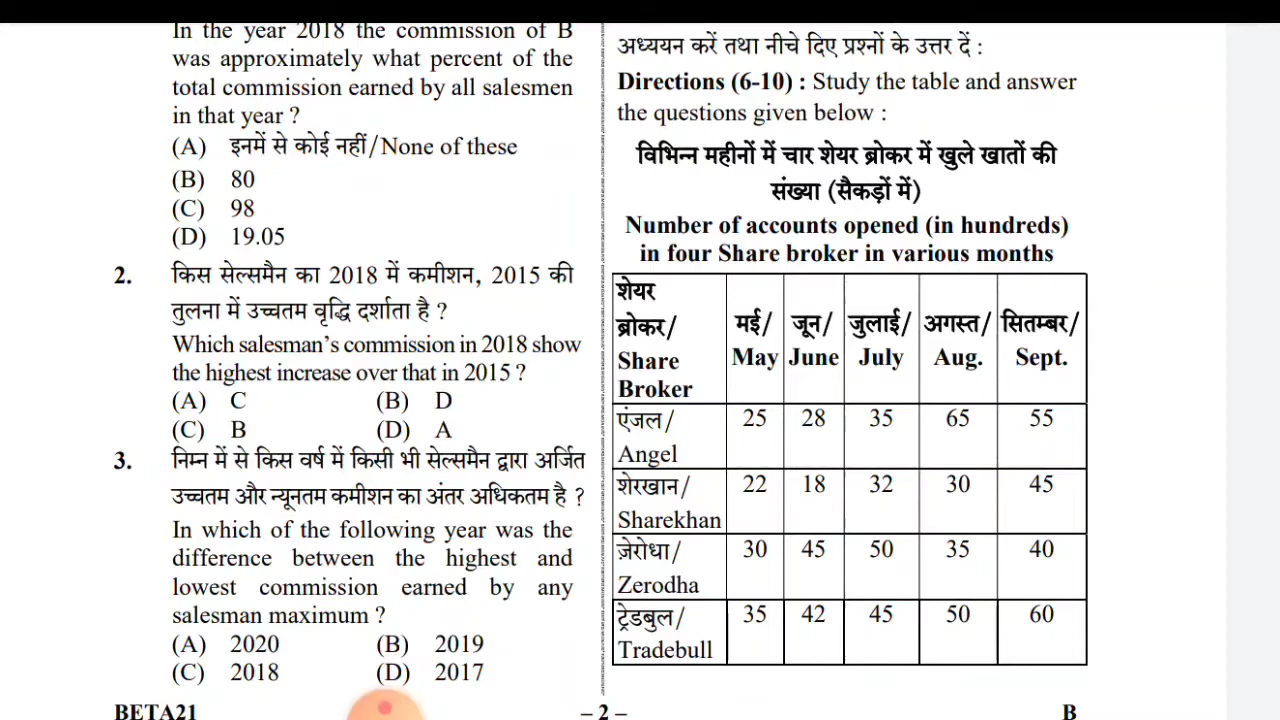 In the year 2018 the commission of B
was approximately what percent of the
total commission earned by all salesmen
in that year ?
(A) इनमें से कोई नहीं/None of these
(B) 80
(C) 98
(D) 19.05
2. किस सेल्समैन का 2018 में कमीशन, 2015 की
तुलना में उच्चतम वृद्धि दर्शाता है ?
Which salesman's commission in 2018 show
the highest increase over that in 2015 ?
(A) C (B) D
(C) B (D) A
3. निम्न में से किस वर्ष में किसी भी सेल्समैन द्वारा अर्जित
उच्चतम और न्यूनतम कमीशन का अंतर अधिकतम है ?
In which of the following year was the
difference between the highest and
lowest commission earned by any
salesman maximum ?
(A) 2020 (B) 2019
(C) 2018 (D) 2017
अध्ययन करें तथा नीचे दिए प्रश्नों के उत्तर दें :
Directions (6-10) : Study the table and answer
the questions given below :
विभिन्न महीनों में चार शेयर ब्रोकर में खुले खातों की
संख्या (सैकड़ों में)
Number of accounts opened (in hundreds)
in four Share broker in various months
शेयर
ब्रोकर/ मई/ जून/ जुलाई/ अगस्त/ सितम्बर/
Share May June July Aug. Sept.
Broker
एंजल/ 25 28 35 65 55
Angel
शेरखान/ 22 18 32 30 45
Sharekhan
ज़ेरोधा/ 30 45 50 35 40
Zerodha
ट्रेडबुल/ 35 42 45 50 60
Tradebull
BETA21 – 2 – B